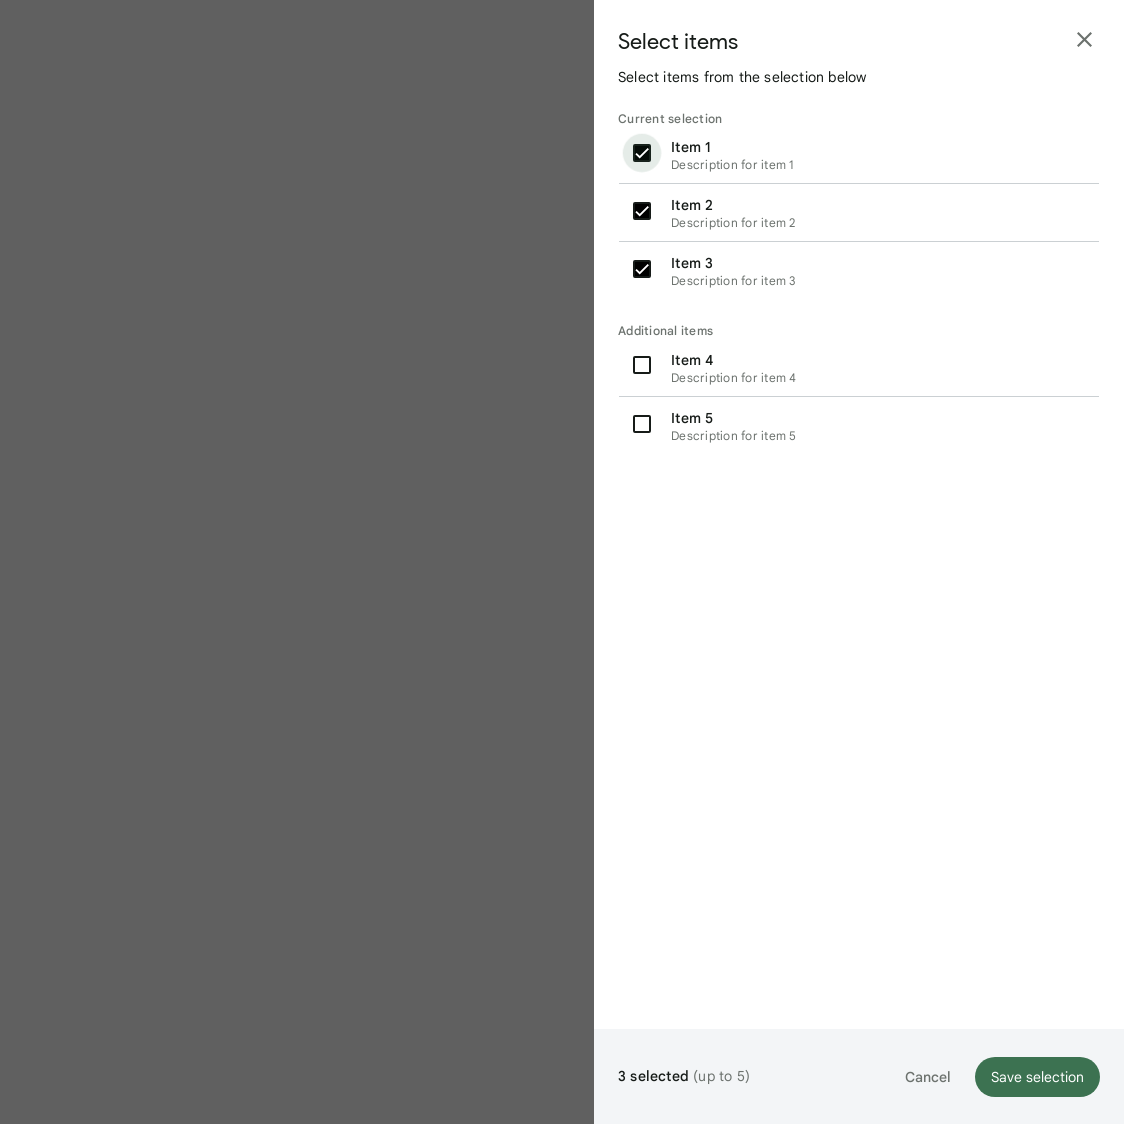 Select items
Select items from the selection below
Current selection
Item 1
Description for item 1
Item 2
Description for item 2
Item 3
Description for item 3
Additional items
Item 4
Description for item 4
Item 5
Description for item 5
3 selected (up to 5)
Cancel
Save selection